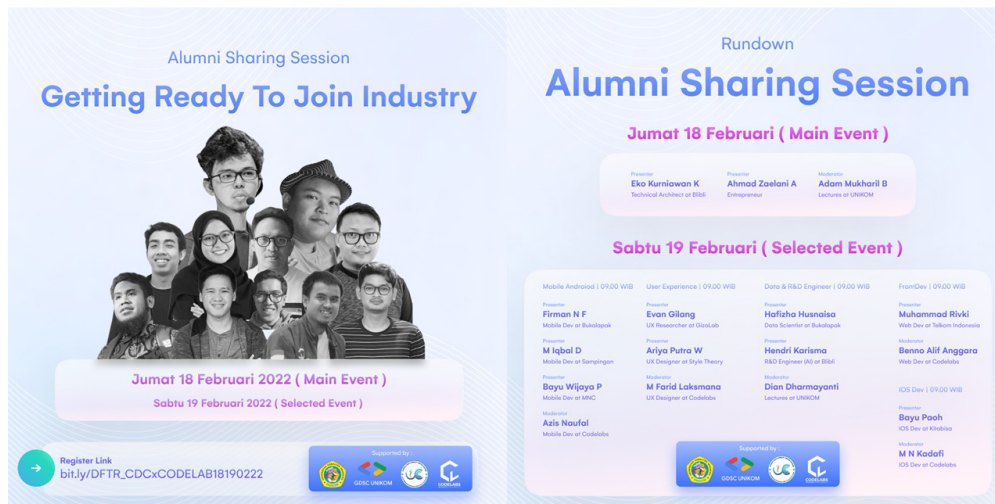 Alumni Sharing Session
Getting Ready To Join Industry
Jumat 18 Februari 2022 ( Main Event )
Sabtu 19 Februari 2022 ( Selected Event )
Register Link
bit.ly/DFTR_CDCxCODELAB18190222
Supported by :
GDSC UNIKOM
CODELABS
Rundown
Alumni Sharing Session
Jumat 18 Februari ( Main Event )
Presenter
Eko Kurniawan K
Technical Architect at Blibli
Presenter
Ahmad Zaelani A
Entrepreneur
Moderator
Adam Mukharil B
Lectures at UNIKOM
Sabtu 19 Februari ( Selected Event )
Mobile Andraiod | 09.00 WIB
Presenter
Firman N F
Mobile Dev at Bukalapak
Presenter
M Iqbal D
Mobile Dev at Sampingan
Presenter
Bayu Wijaya P
Mobile Dev at MNC
Moderator
Azis Naufal
Mobile Dev at Codelabs
User Experience | 09.00 WIB
Presenter
Evan Gilang
UX Researcher at GizaLab
Presenter
Ariya Putra W
UX Designer at Style Theory
Moderator
M Farid Laksmana
UX Designer at Codelabs
Data & R&D Engineer | 09.00 WIB
Presenter
Hafizha Husnaisa
Data Scientist at Bukalapak
Presenter
Hendri Karisma
R&D Engineer (AI) at Blibli
Moderator
Dian Dharmayanti
Lectures at UNIKOM
FrontDev | 09.00 WIB
Presenter
Muhammad Rivki
Web Dev at Telkom Indonesia
Moderator
Benno Alif Anggara
Web Dev at Codelabs
IOS Dev | 09.00 WIB
Presenter
Bayu Paoh
IOS Dev at Kitabisa
Moderator
M N Kadafi
IOS Dev at Codelabs
Supported by :
GDSC UNIKOM
CODELABS